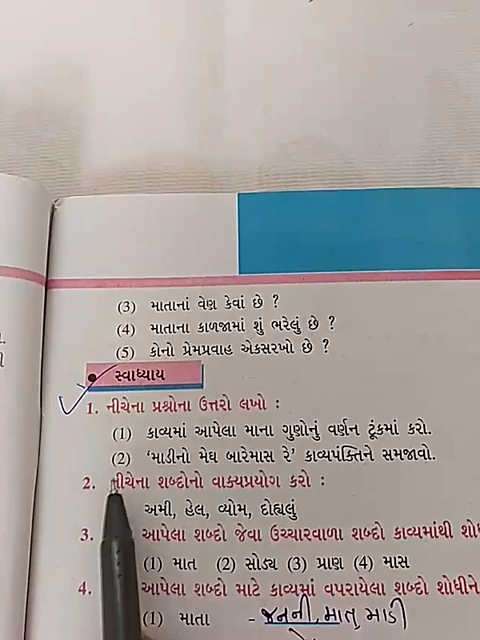 (3) માતાનાં વેણ કેવાં છે ?
(4) માતાના કાળજામાં શું ભરેલું છે ?
(5) કોનો પ્રેમપ્રવાહ એકસરખો છે ?
• સ્વાધ્યાય
1. નીચેના પ્રશ્નોના ઉત્તરો લખો :
(1) કાવ્યમાં આપેલા માના ગુણોનું વર્ણન ટૂંકમાં કરો.
(2) ‘માડીનો મેઘ બારેમાસ રે’ કાવ્યપંક્તિને સમજાવો.
2. નીચેના શબ્દોનો વાક્યપ્રયોગ કરો :
અમી, હેલ, વ્યોમ, દોહ્યલું
3. આપેલા શબ્દો જેવા ઉચ્ચારવાળા શબ્દો કાવ્યમાંથી
(1) માત (2) સોડ્ય (3) પ્રાણ (4) માસ
4. આપેલા શબ્દો માટે કાવ્યમાં વપરાયેલા શબ્દો શોધીને
(1) માતા - જનની, માતૃ માડી